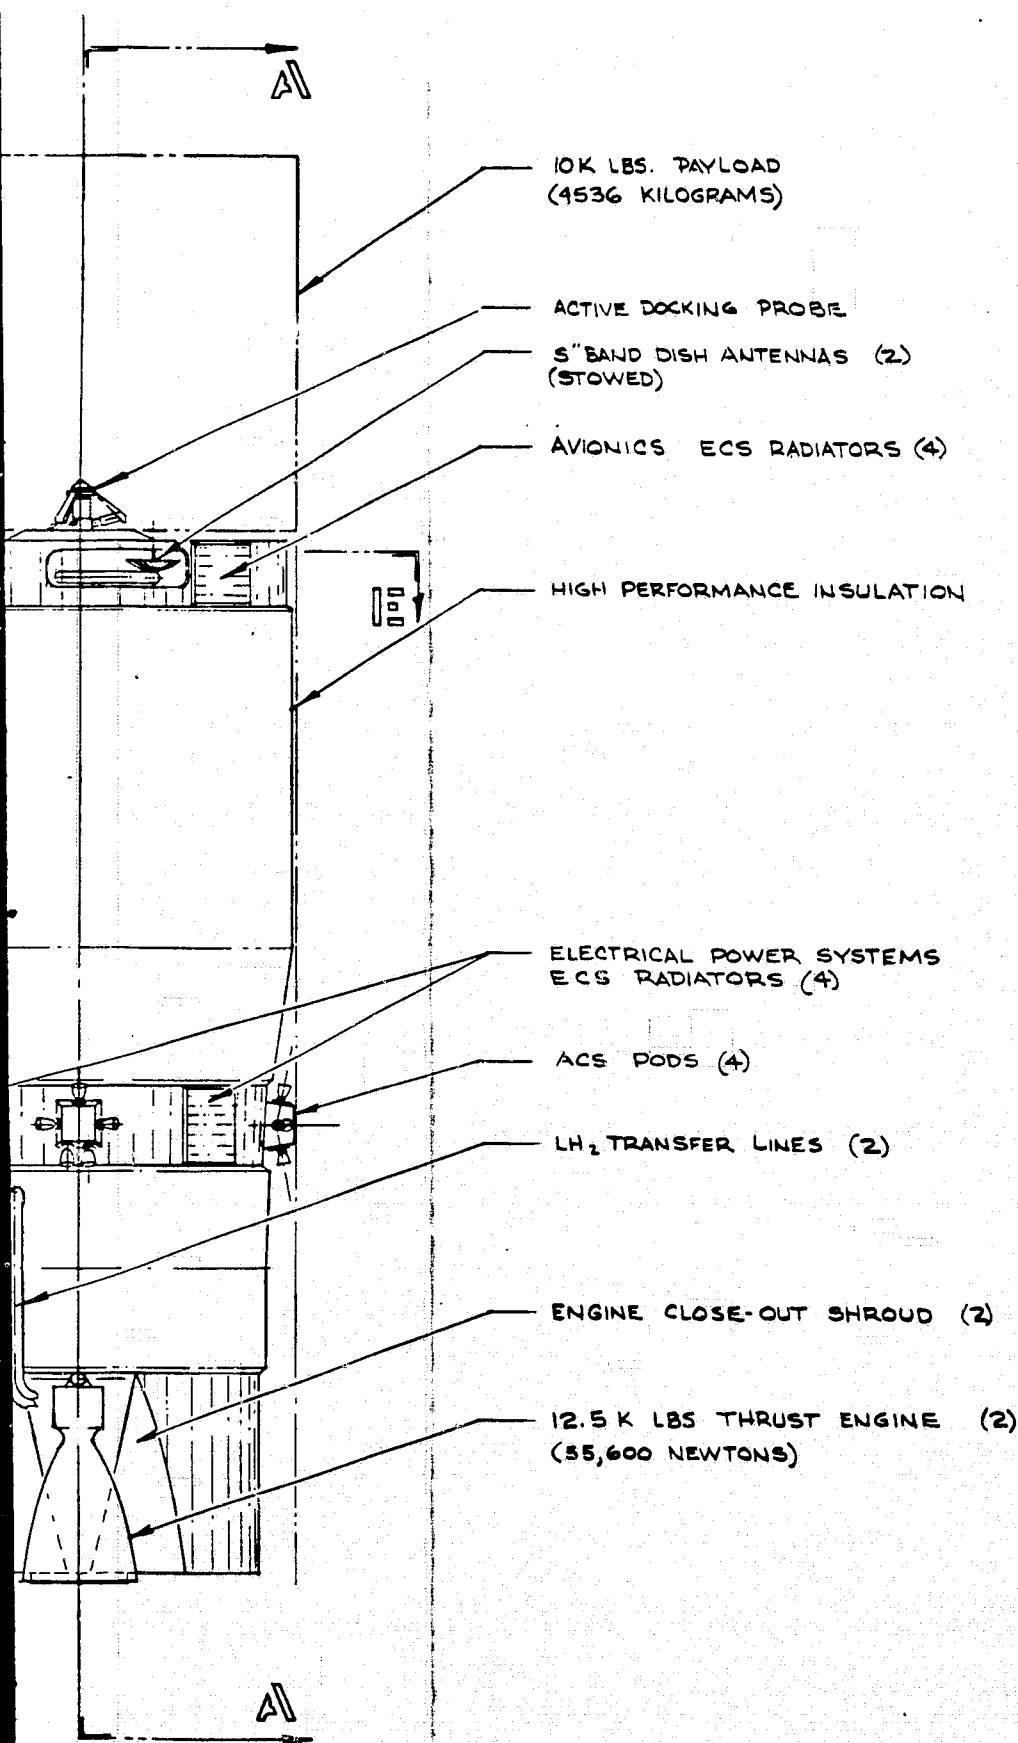 A
10K LBS. PAYLOAD
(4536 KILOGRAMS)
ACTIVE DOCKING PROBE
S"BAND DISH ANTENNAS (2)
(STOWED)
AVIONICS ECS RADIATORS (4)
B
HIGH PERFORMANCE INSULATION
ELECTRICAL POWER SYSTEMS
ECS RADIATORS (4)
ACS PODS (4)
LH₂ TRANSFER LINES (2)
ENGINE CLOSE-OUT SHROUD (2)
12.5 K LBS THRUST ENGINE (2)
(55,600 NEWTONS)
A